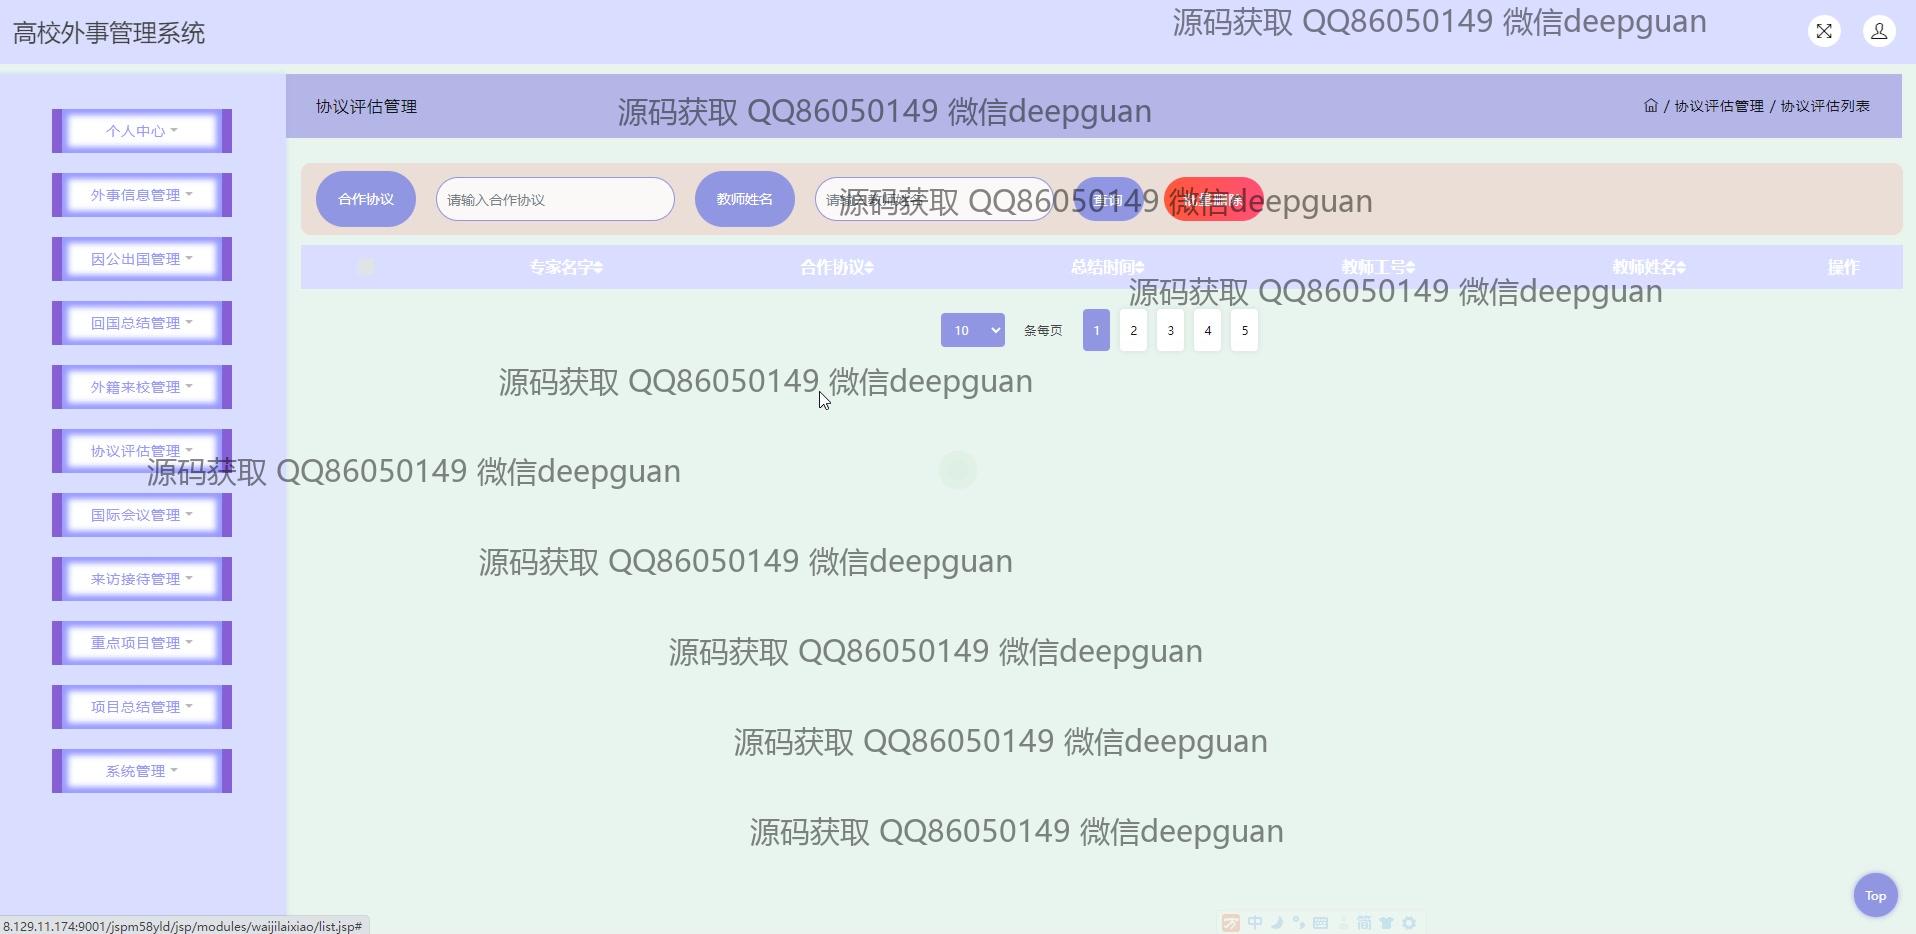 高校外事管理系统
源码获取 QQ86050149 微信deepguan
协议评估管理
源码获取 QQ86050149 微信deepguan
/ 协议评估管理 / 协议评估列表
个人中心
外事信息管理
因公出国管理
回国总结管理
外籍来校管理
协议评估管理
国际会议管理
来访接待管理
重点项目管理
项目总结管理
系统管理
合作协议
请输入合作协议
教师姓名
请输入教师姓名
查询
批量删除
源码获取 QQ86050149 微信deepguan
专家名字
合作协议
总结时间
教师工号
教师姓名
操作
源码获取 QQ86050149 微信deepguan
10 条每页 1 2 3 4 5
源码获取 QQ86050149 微信deepguan
源码获取 QQ86050149 微信deepguan
源码获取 QQ86050149 微信deepguan
源码获取 QQ86050149 微信deepguan
源码获取 QQ86050149 微信deepguan
源码获取 QQ86050149 微信deepguan
Top
中
简
8.129.11.174:9001/jspm58yld/jsp/modules/waijilaixiao/list.jsp#